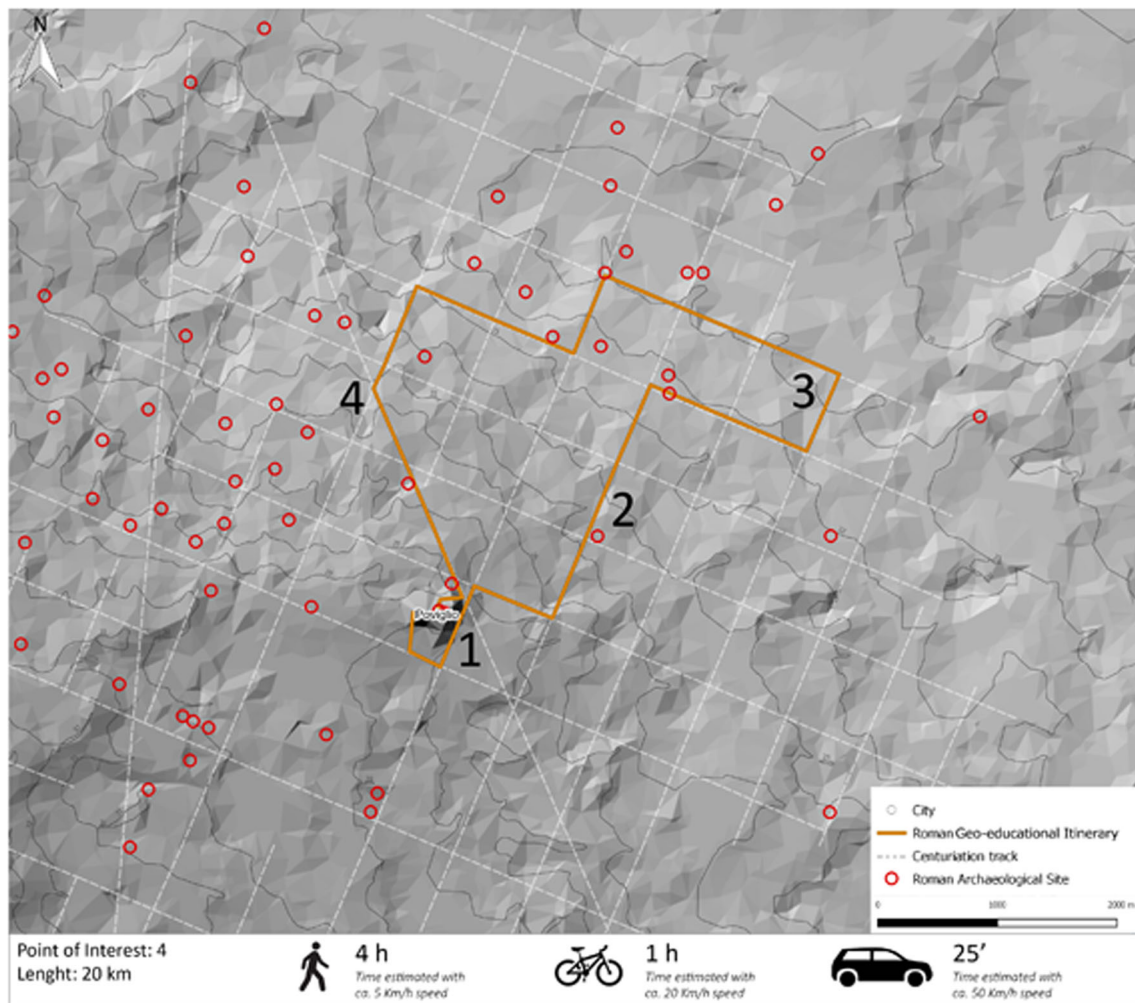 N
4
3
2
Poviglio
1
City
Roman Geo-educational Itinerary
Centuriation track
Roman Archaeological Site
0 1000 2000 m
Point of Interest: 4
Lenght: 20 km
4 h
Time estimated with
ca. 5 Km/h speed
1 h
Time estimated with
ca. 20 Km/h speed
25’
Time estimated with
ca. 50 Km/h speed